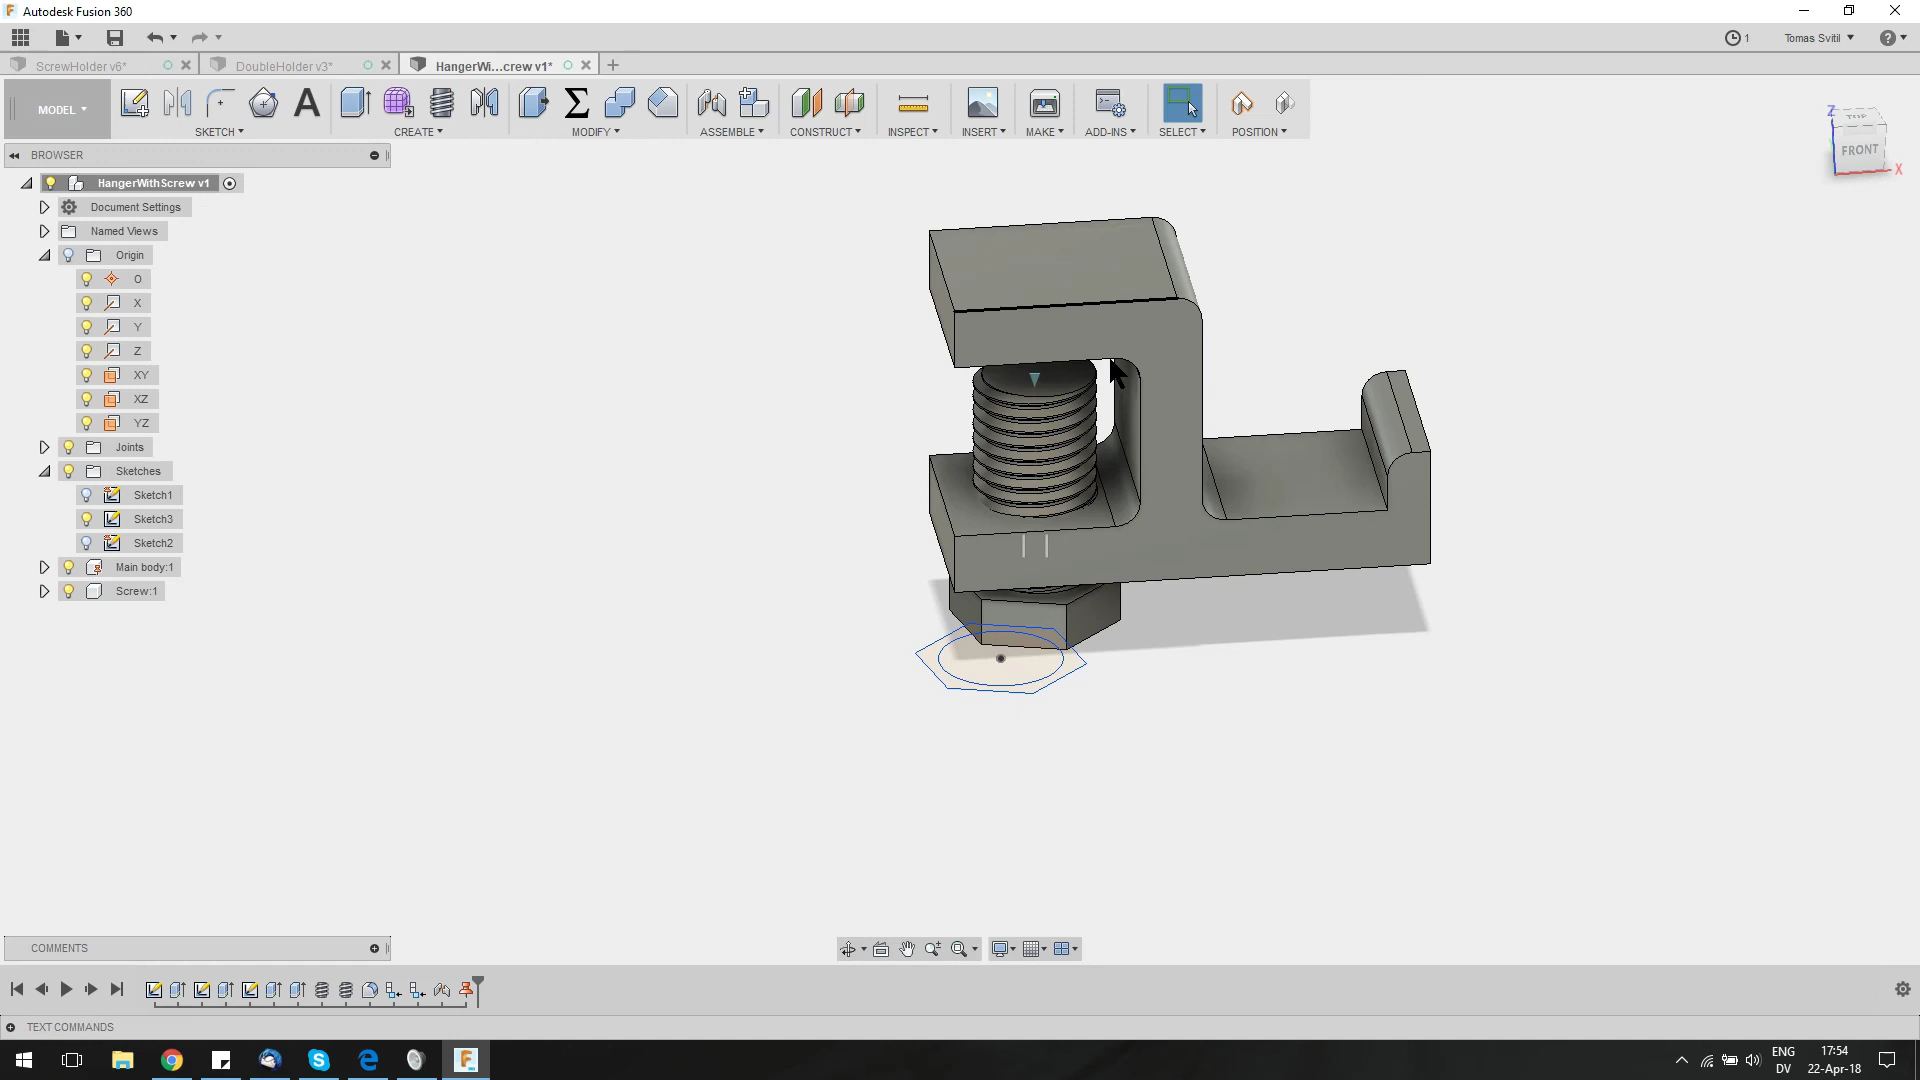 Autodesk Fusion 360
1
Tomas Svitil
ScrewHolder v6*
DoubleHolder v3*
HangerWi...crew v1*
MODEL
SKETCH
CREATE
MODIFY
ASSEMBLE
CONSTRUCT
INSPECT
INSERT
MAKE
ADD-INS
SELECT
POSITION
BROWSER
HangerWithScrew v1
Document Settings
Named Views
Origin
O
X
Y
Z
XY
XZ
YZ
Joints
Sketches
Sketch1
Sketch3
Sketch2
Main body:1
Screw:1
Z
TOP
FRONT
X
COMMENTS
TEXT COMMANDS
ENG
DV
17:54
22-Apr-18